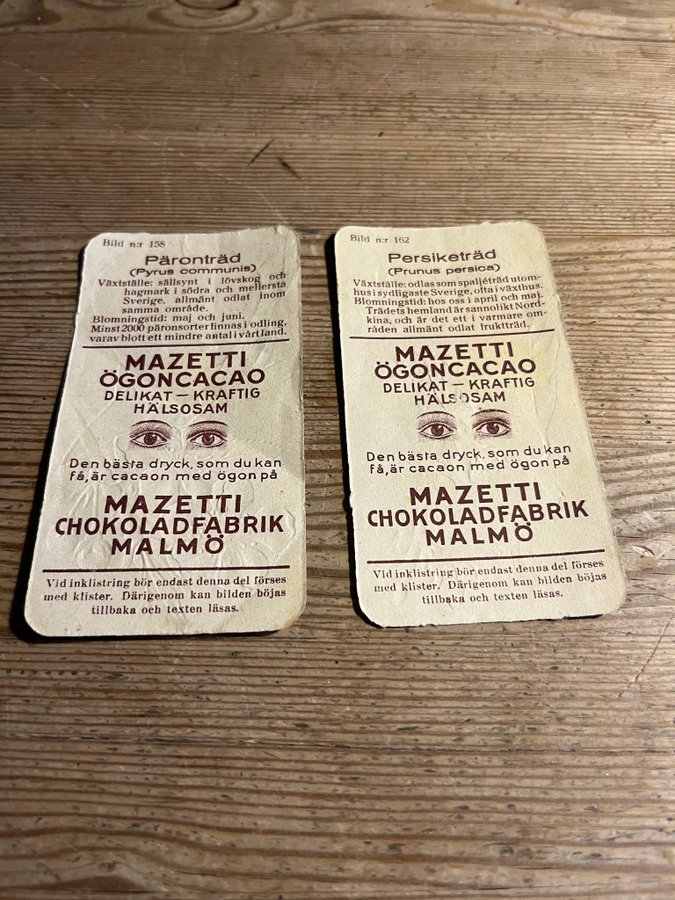 Bild n:r 158
Päronträd
(Pyrus communis)
Växtställe: sällsynt i lövskog och
hagmark i södra och mellersta
Sverige, allmänt odlat inom
samma område.
Blomningstid: maj och juni.
Minst 2000 päronsorter finnas i odling,
varav blott ett mindre antal i vårt land.
MAZETTI
ÖGONCACAO
DELIKAT — KRAFTIG
HÄLSOSAM
Den bästa dryck, som du kan
få, är cacaon med ögon på
MAZETTI
CHOKOLADFABRIK
MALMÖ
Vid inklistring bör endast denna del förses
med klister. Därigenom kan bilden böjas
tillbaka och texten läsas.
Bild n:r 162
Persiketräd
(Prunus persica)
Växtställe: odlas som spaljéträd utom-
hus i sydligaste Sverige, ofta i växthus.
Blomningstid: hos oss i april och maj.
Trädets hemland är sannolikt Nord-
kina, och är det ett i varmare om-
råden allmänt odlat fruktträd.
MAZETTI
ÖGONCACAO
DELIKAT — KRAFTIG
HÄLSOSAM
Den bästa dryck, som du kan
få, är cacaon med ögon på
MAZETTI
CHOKOLADFABRIK
MALMÖ
Vid inklistring bör endast denna del förses
med klister. Därigenom kan bilden böjas
tillbaka och texten läsas.